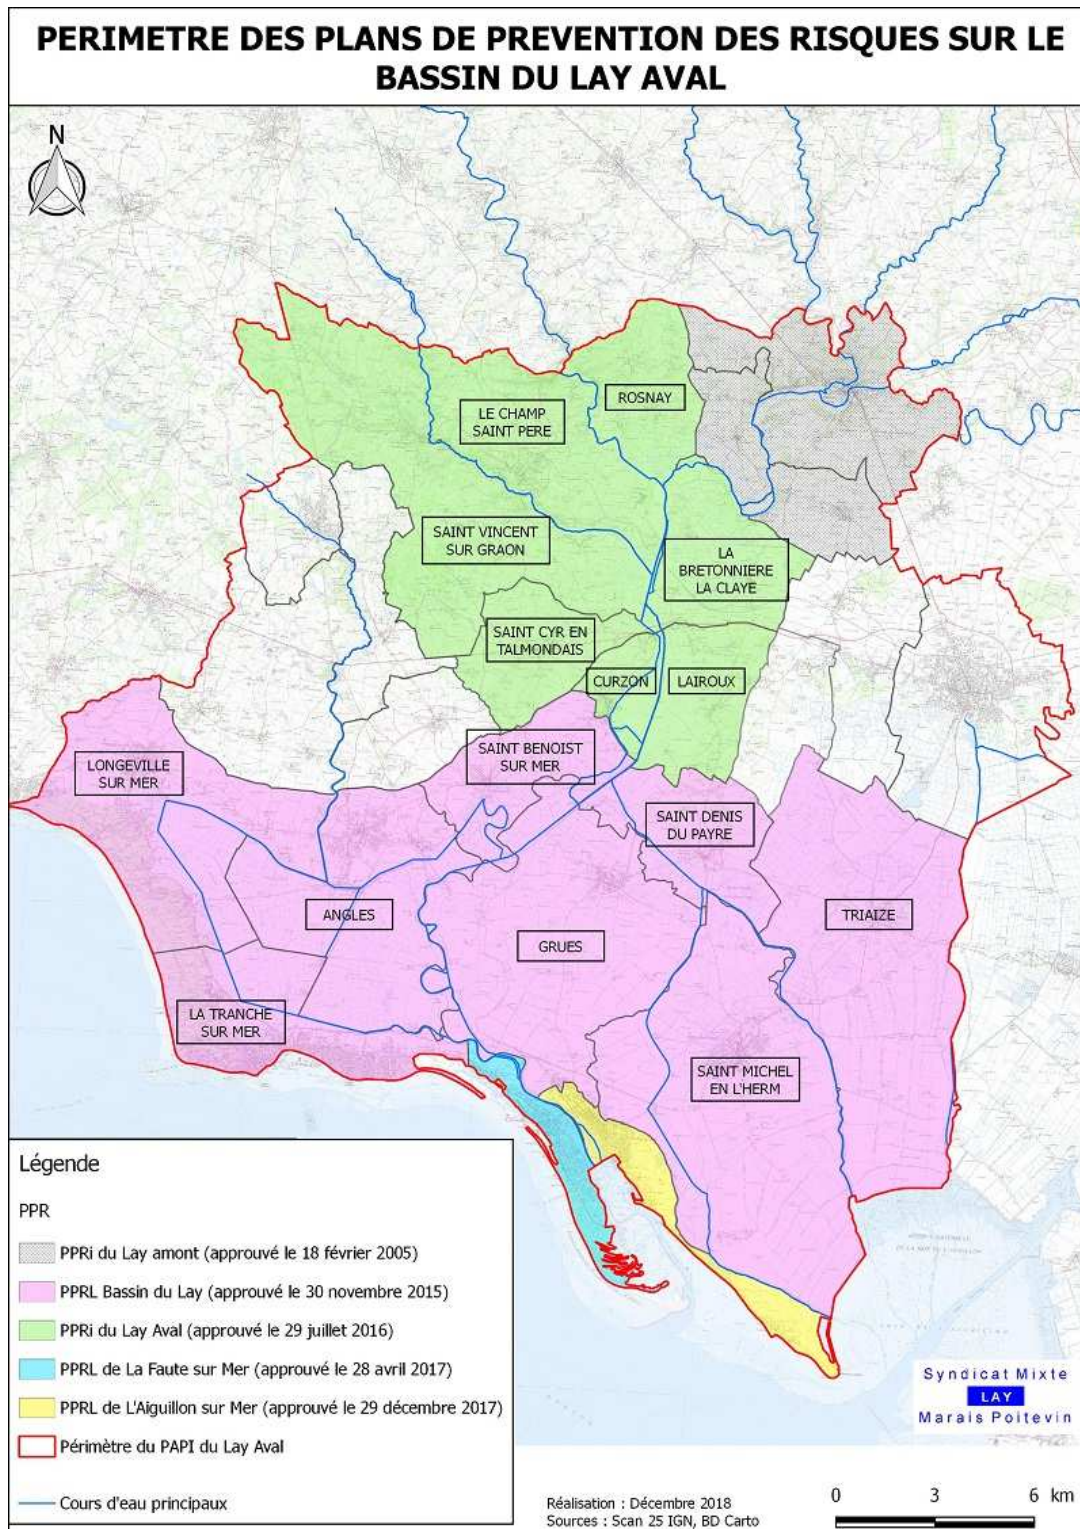 PERIMETRE DES PLANS DE PREVENTION DES RISQUES SUR LE
BASSIN DU LAY AVAL
N
ROSNAY
LE CHAMP
SAINT PERE
SAINT VINCENT
SUR GRAON
LA
BRETONNIERE
LA CLAYE
SAINT CYR EN
TALMONDAIS
CURZON
LAIROUX
SAINT BENOIST
SUR MER
LONGEVILLE
SUR MER
SAINT DENIS
DU PAYRE
ANGLES
TRIAIZE
GRUES
LA TRANCHE
SUR MER
SAINT MICHEL
EN L'HERM
Légende
PPR
PPRi du Lay amont (approuvé le 18 février 2005)
PPRL Bassin du Lay (approuvé le 30 novembre 2015)
PPRi du Lay Aval (approuvé le 29 juillet 2016)
PPRL de La Faute sur Mer (approuvé le 28 avril 2017)
PPRL de L'Aiguillon sur Mer (approuvé le 29 décembre 2017)
Périmètre du PAPI du Lay Aval
Cours d'eau principaux
Syndicat Mixte
LAY
Marais Poitevin
Réalisation : Décembre 2018
Sources : Scan 25 IGN, BD Carto
0 3 6 km